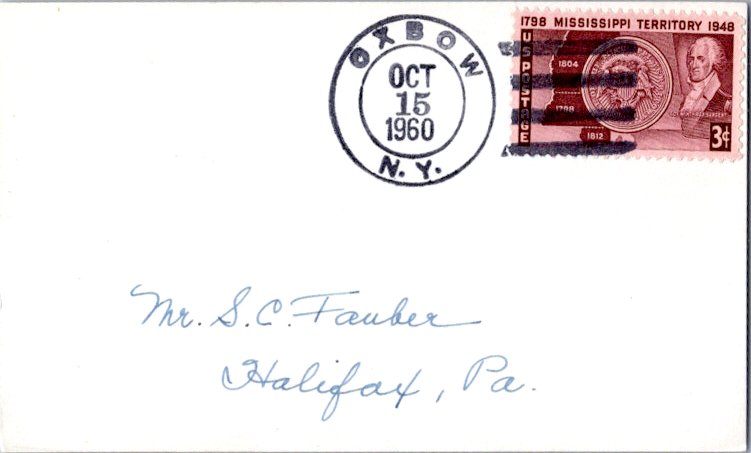 OXBOW
OCT
15
1960
N.Y.
1798 MISSISSIPPI TERRITORY 1948
US POSTAGE
1804
1798
1812
3¢
Mr. S. C. Fauber
Halifax, Pa.